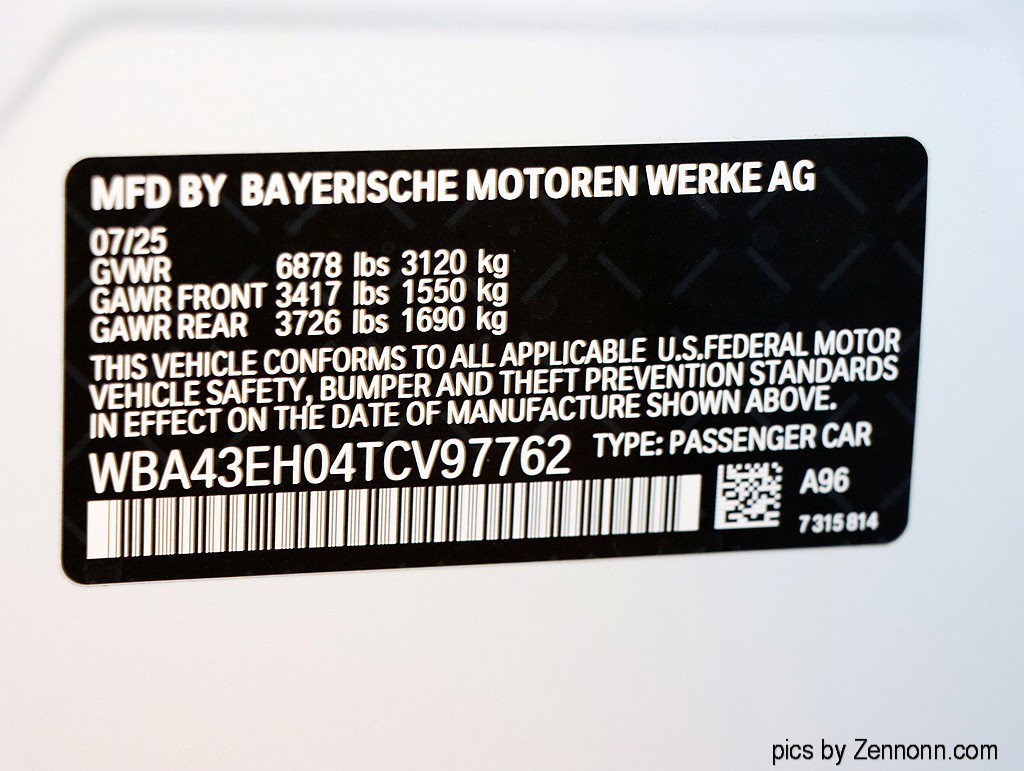 MFD BY BAYERISCHE MOTOREN WERKE AG
07/25
GVWR 6878 lbs 3120 kg
GAWR FRONT 3417 lbs 1550 kg
GAWR REAR 3726 lbs 1690 kg
THIS VEHICLE CONFORMS TO ALL APPLICABLE U.S.FEDERAL MOTOR
VEHICLE SAFETY, BUMPER AND THEFT PREVENTION STANDARDS
IN EFFECT ON THE DATE OF MANUFACTURE SHOWN ABOVE.
WBA43EH04TCV97762 TYPE: PASSENGER CAR
A96
7 315 814
pics by Zennonn.com